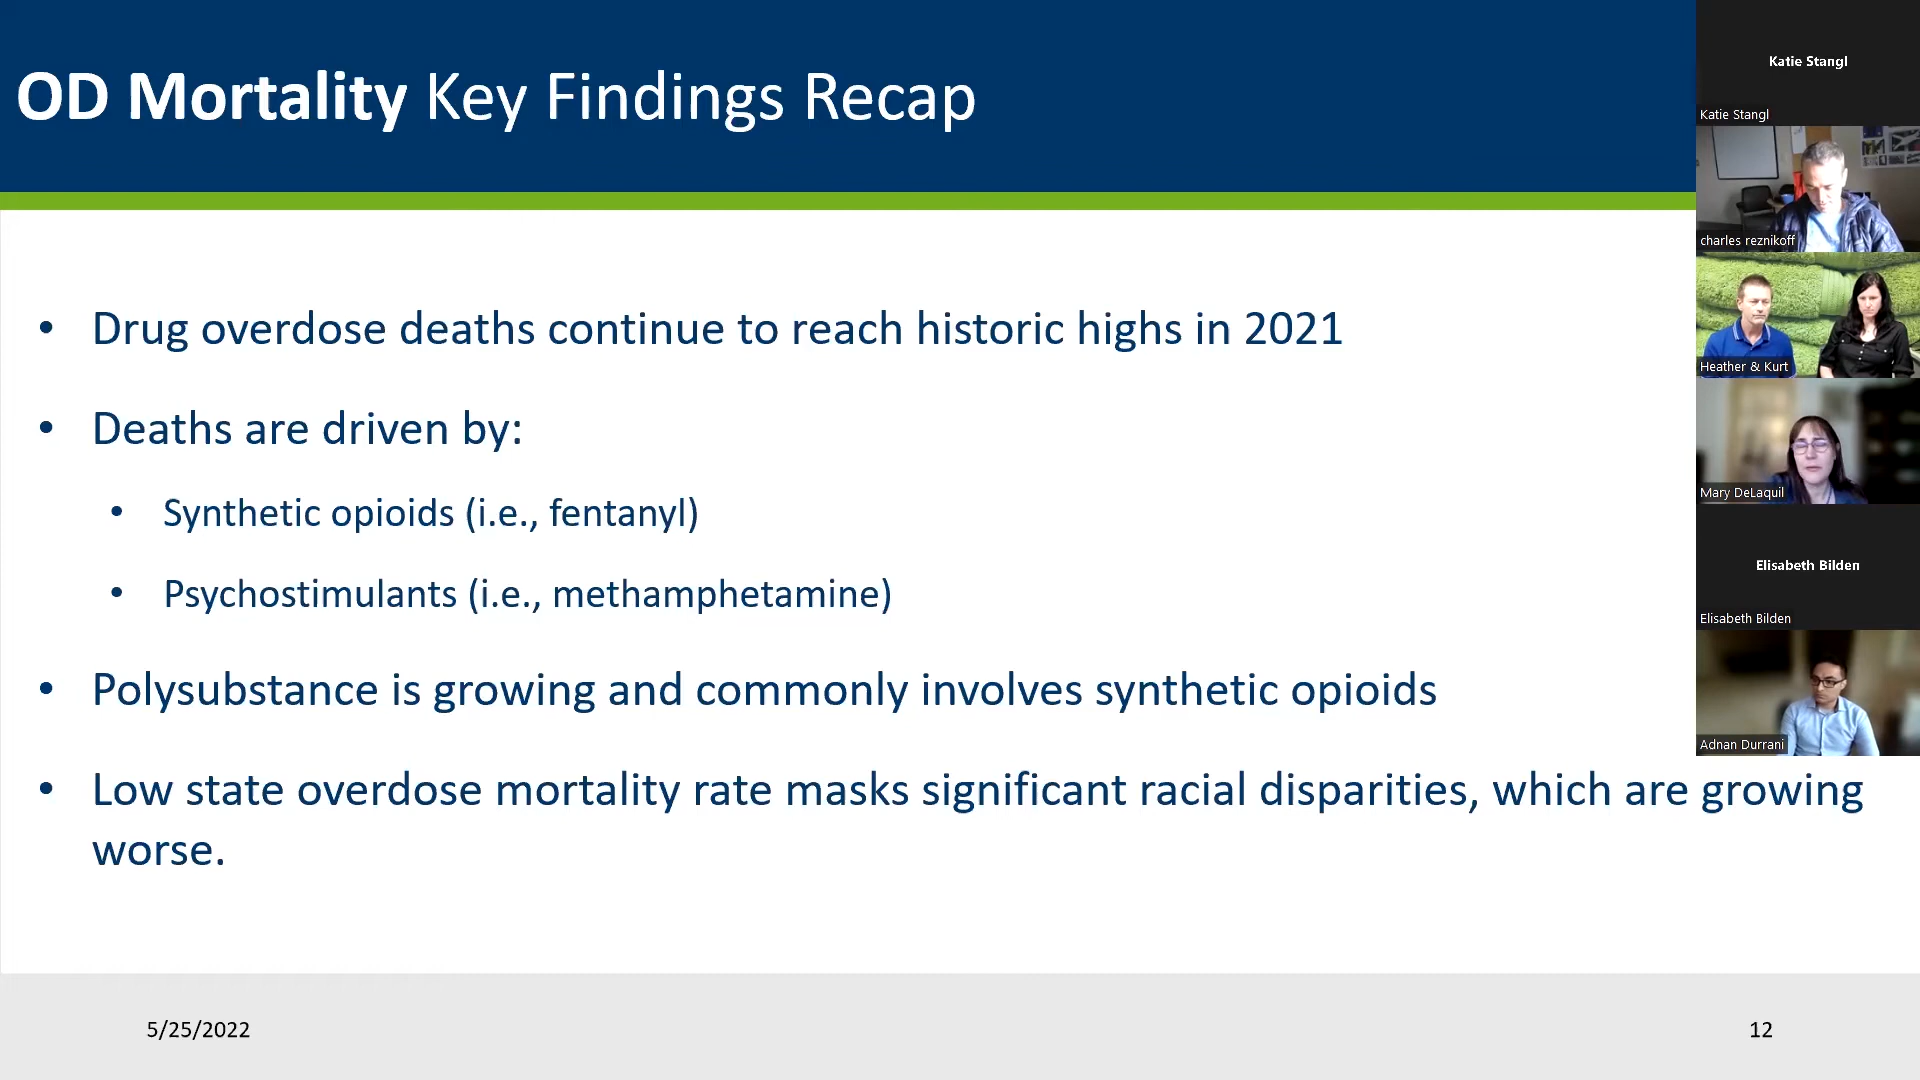 OD Mortality Key Findings Recap
• Drug overdose deaths continue to reach historic highs in 2021
• Deaths are driven by:
• Synthetic opioids (i.e., fentanyl)
• Psychostimulants (i.e., methamphetamine)
• Polysubstance is growing and commonly involves synthetic opioids
• Low state overdose mortality rate masks significant racial disparities, which are growing
worse.
5/25/2022
12
Katie Stangl
Katie Stangl
charles reznikoff
Heather & Kurt
Mary DeLaquil
Elisabeth Bilden
Elisabeth Bilden
Adnan Durrani